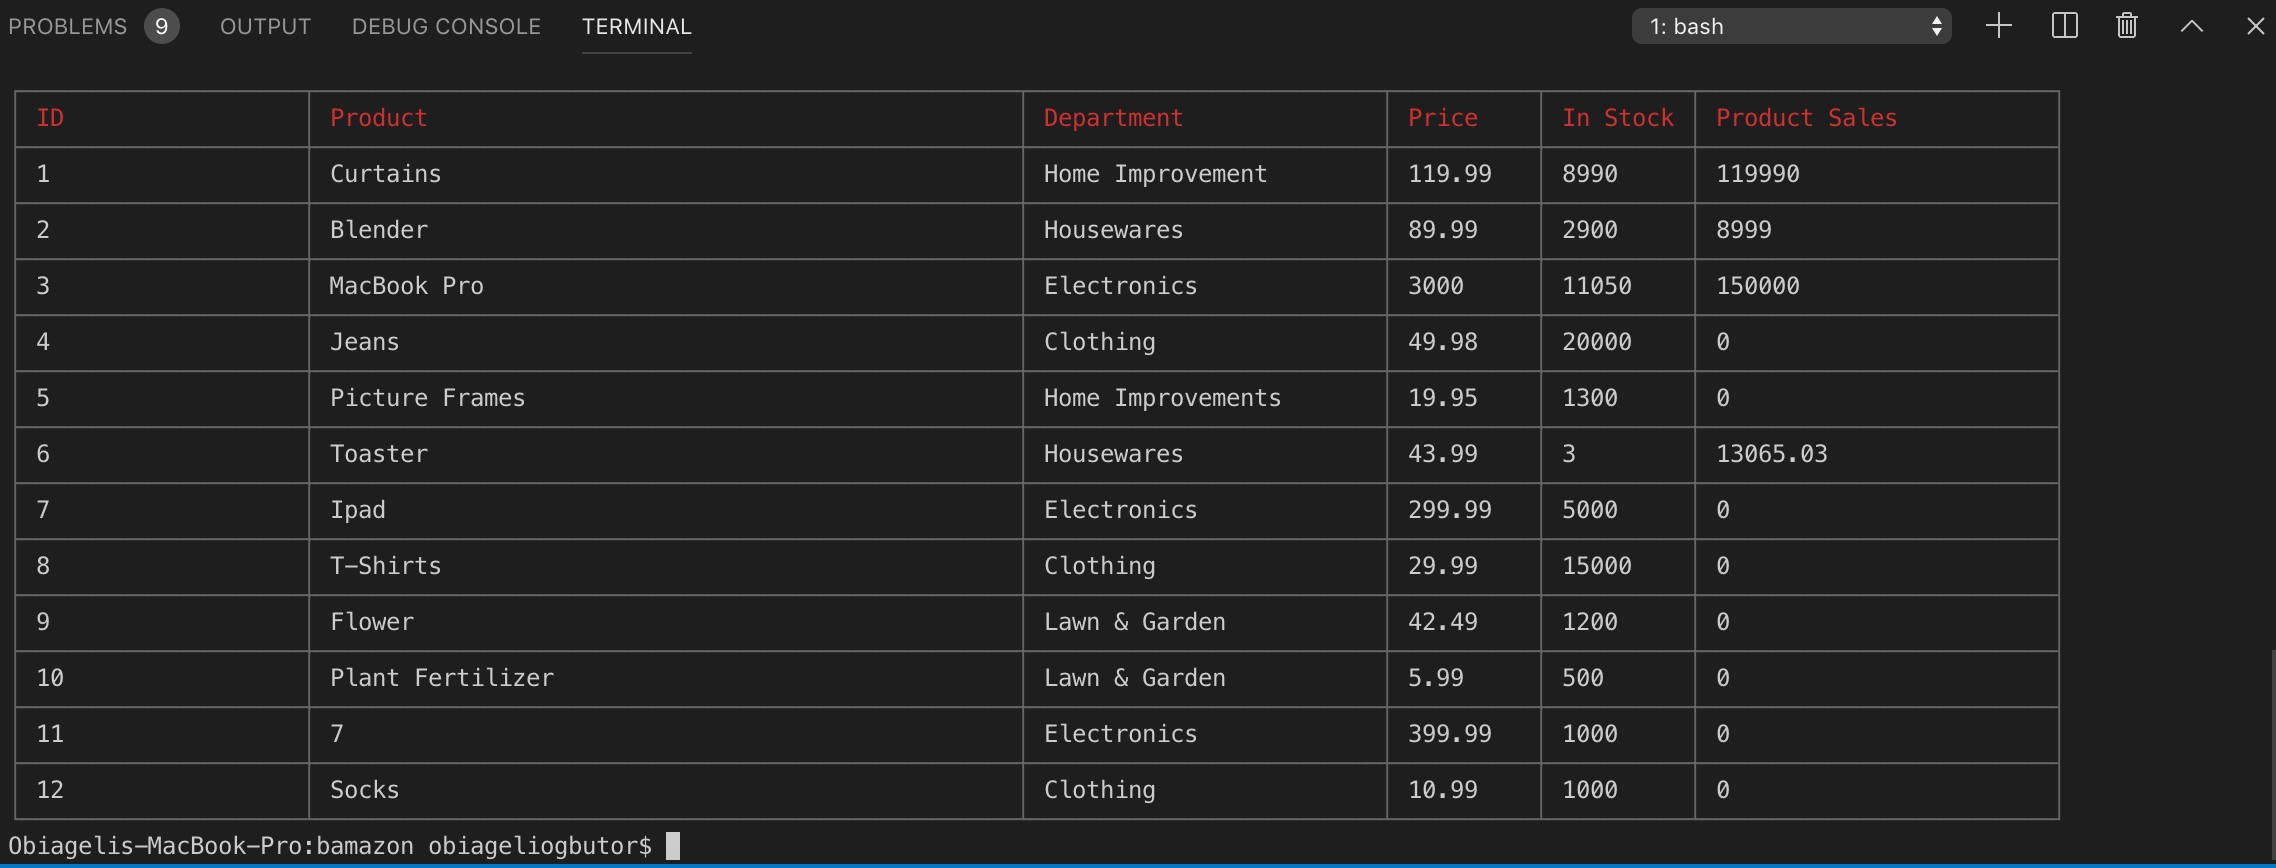 PROBLEMS 9 OUTPUT DEBUG CONSOLE TERMINAL 1: bash
ID Product Department Price In Stock Product Sales
1 Curtains Home Improvement 119.99 8990 119990
2 Blender Housewares 89.99 2900 8999
3 MacBook Pro Electronics 3000 11050 150000
4 Jeans Clothing 49.98 20000 0
5 Picture Frames Home Improvements 19.95 1300 0
6 Toaster Housewares 43.99 3 13065.03
7 Ipad Electronics 299.99 5000 0
8 T-Shirts Clothing 29.99 15000 0
9 Flower Lawn & Garden 42.49 1200 0
10 Plant Fertilizer Lawn & Garden 5.99 500 0
11 7 Electronics 399.99 1000 0
12 Socks Clothing 10.99 1000 0
Obiagelis-MacBook-Pro:bamazon obiageliogbutor$